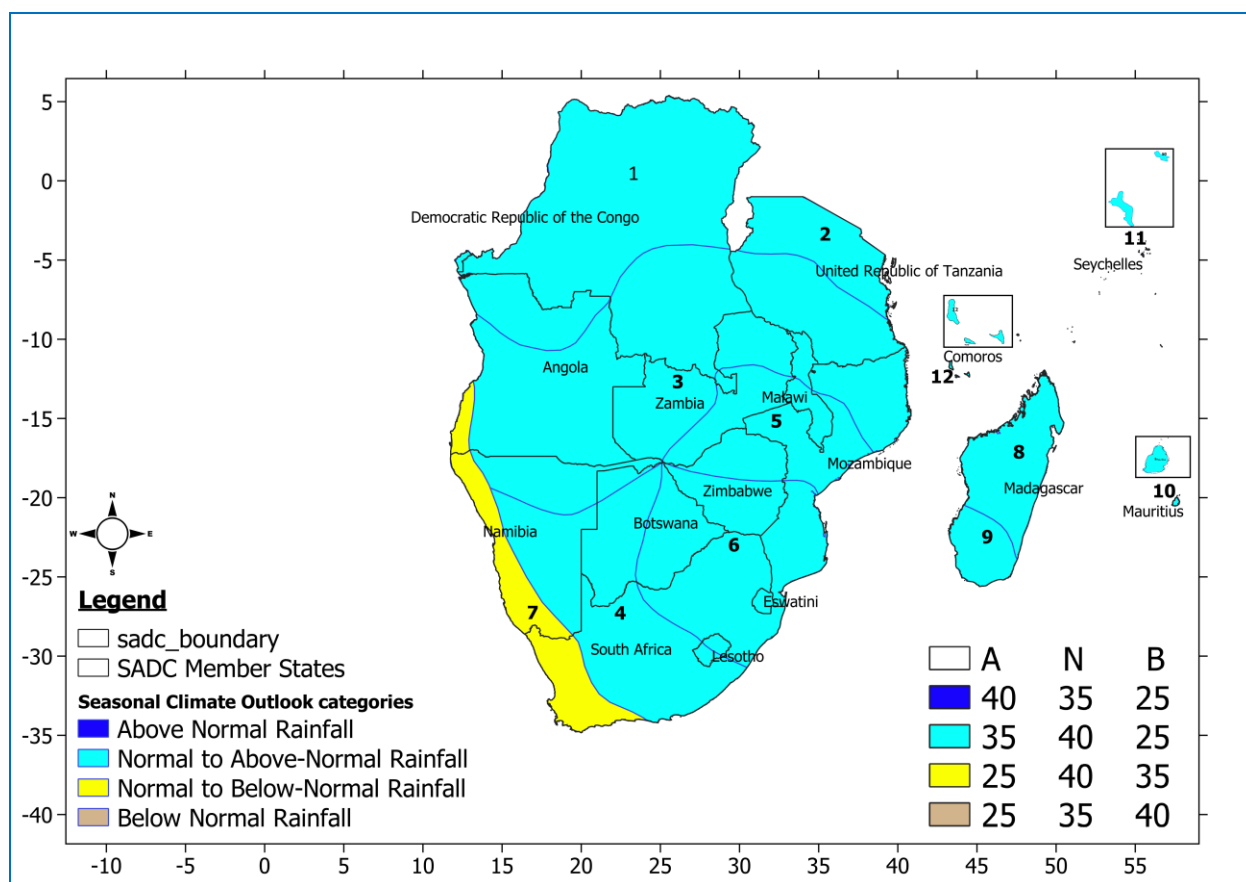 5
0
-5
-10
-15
-20
-25
-30
-35
-40
-10
-5
0
5
10
15
20
25
30
35
40
45
50
55
1
Democratic Republic of the Congo
2
United Republic of Tanzania
11
Seychelles
Comoros
12
Angola
3
Zambia
Malawi
5
Mozambique
8
Madagascar
10
Mauritius
Zimbabwe
Botswana
Namibia
6
9
Eswatini
7
4
South Africa
Lesotho
N
W
E
S
Legend
sadc_boundary
SADC Member States
Seasonal Climate Outlook categories
Above Normal Rainfall
Normal to Above-Normal Rainfall
Normal to Below-Normal Rainfall
Below Normal Rainfall
A N B
40 35 25
35 40 25
25 40 35
25 35 40